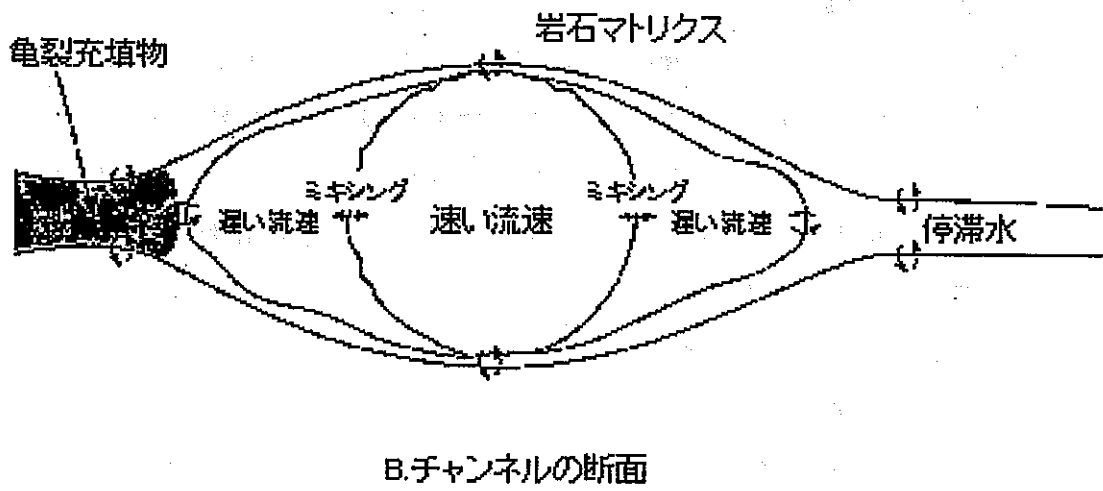 岩石マトリクス
亀裂充填物
ミキシング
ミキシング
遅い流速
速い流速
遅い流速
停滞水
B.チャンネルの断面